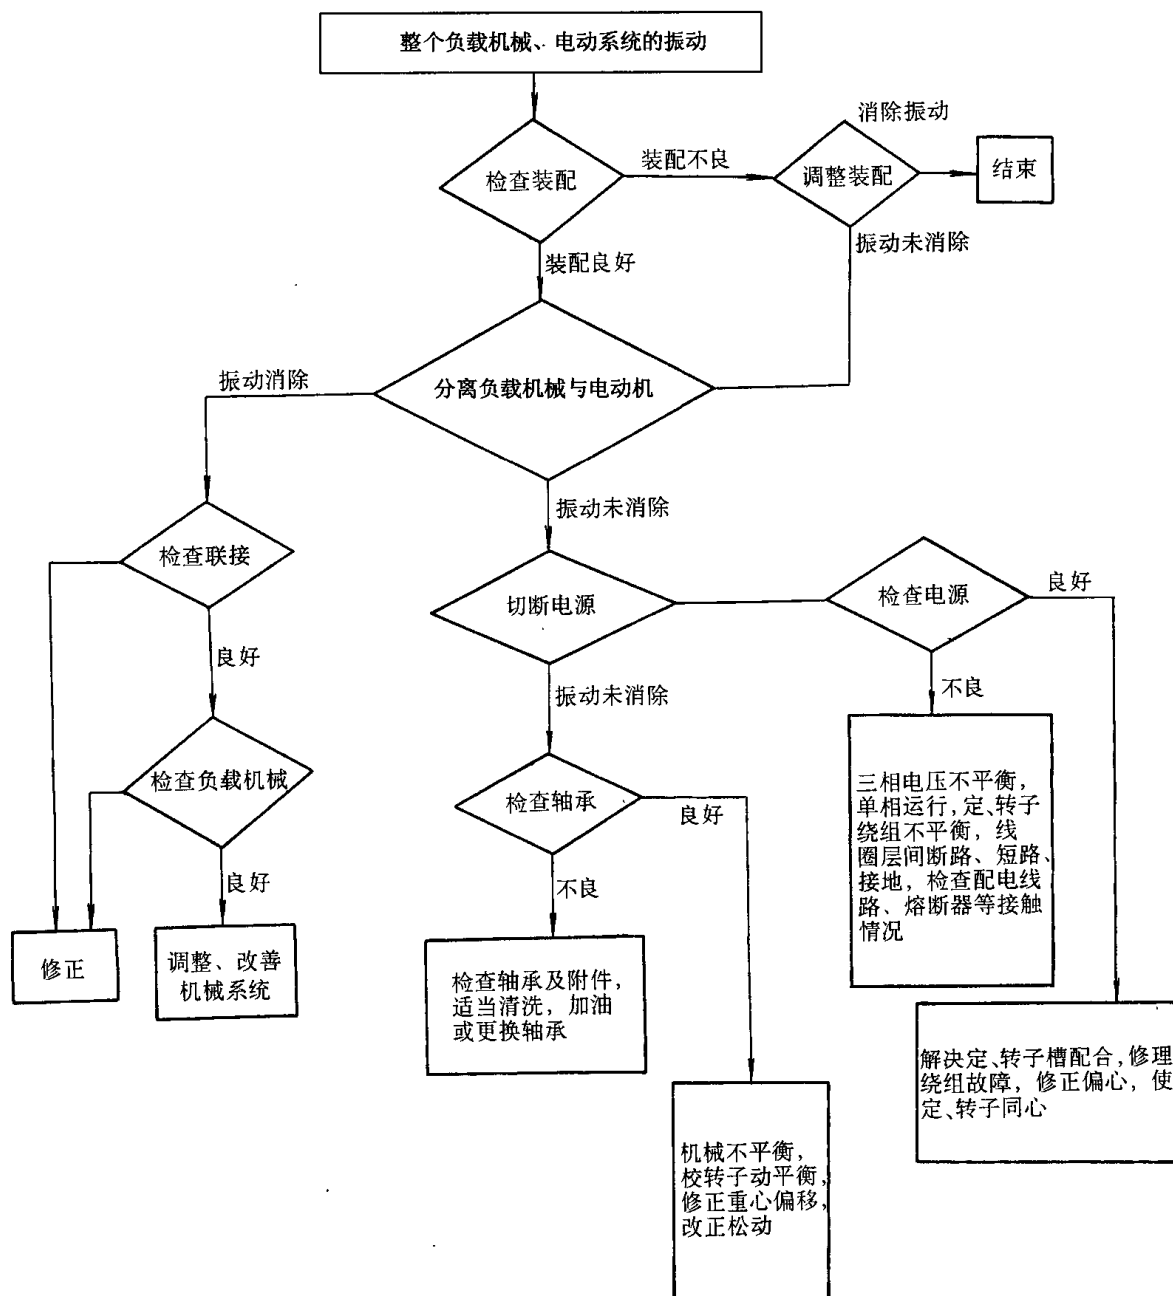 整个负载机械、电动系统的振动
消除振动
检查装配
装配不良
调整装配
结束
振动未消除
装配良好
振动消除
分离负载机械与电动机
振动未消除
检查联接
切断电源
检查电源
良好
良好
振动未消除
不良
检查负载机械
检查轴承
良好
三相电压不平衡，
单相运行，定、转子
绕组不平衡，线
圈层间断路、短路、
接地，检查配电线
路、熔断器等接触
情况
良好
不良
修正
调整、改善
机械系统
检查轴承及附件，
适当清洗，加油
或更换轴承
解决定、转子槽配合，修理
绕组故障，修正偏心，使
定、转子同心
机械不平衡，
校转子动平衡，
修正重心偏移，
改正松动